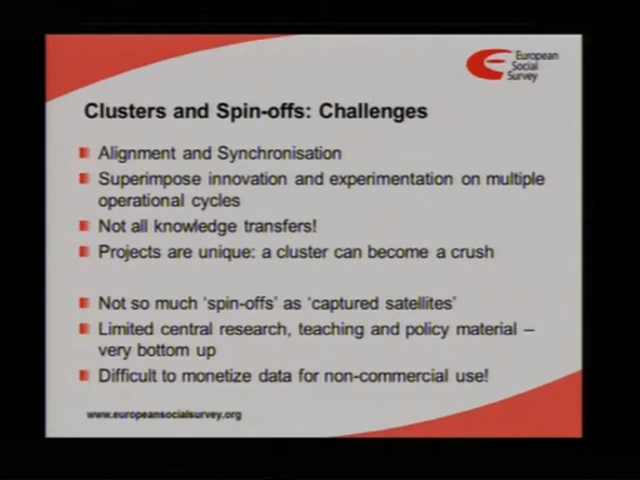 European
Social
Survey
Clusters and Spin-offs: Challenges
Alignment and Synchronisation
Superimpose innovation and experimentation on multiple
operational cycles
Not all knowledge transfers!
Projects are unique: a cluster can become a crush
Not so much ‘spin-offs’ as ‘captured satellites’
Limited central research, teaching and policy material –
very bottom up
Difficult to monetize data for non-commercial use!
www.europeansocialsurvey.org